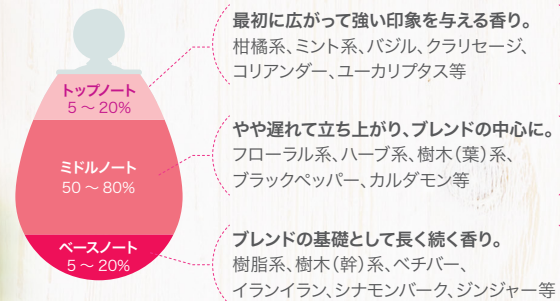 トップノート
5～20%
最初に広がって強い印象を与える香り。
柑橘系、ミント系、バジル、クラリセージ、
コリアンダー、ユーカリプタス等
ミドルノート
50～80%
やや遅れて立ち上がり、ブレンドの中心に。
フローラル系、ハーブ系、樹木（葉）系、
ブラックペッパー、カルダモン等
ベースノート
5～20%
ブレンドの基礎として長く続く香り。
樹脂系、樹木（幹）系、ベチバー、
イランイラン、シナモンバーク、ジンジャー等